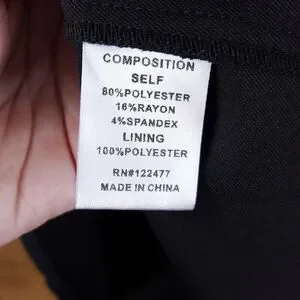 COMPOSITION
SELF
80%POLYESTER
16%RAYON
4%SPANDEX
LINING
100%POLYESTER
RN#122477
MADE IN CHINA